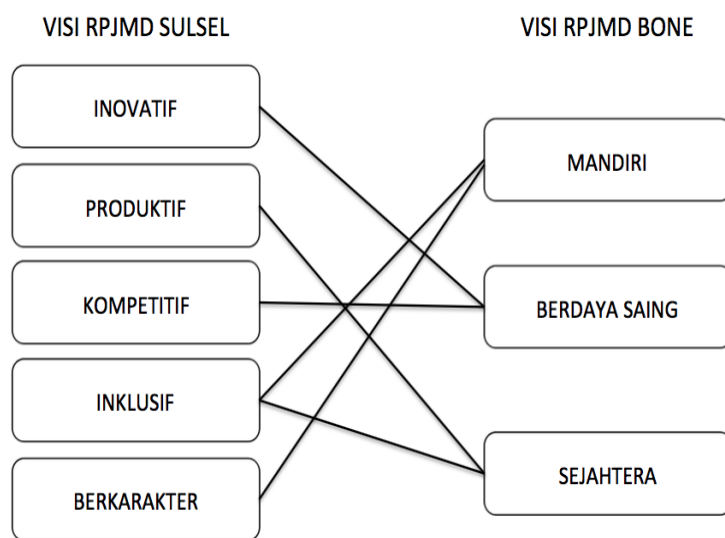 VISI RPJMD SULSEL
VISI RPJMD BONE
INOVATIF
PRODUKTIF
KOMPETITIF
INKLUSIF
BERKARAKTER
MANDIRI
BERDAYA SAING
SEJAHTERA